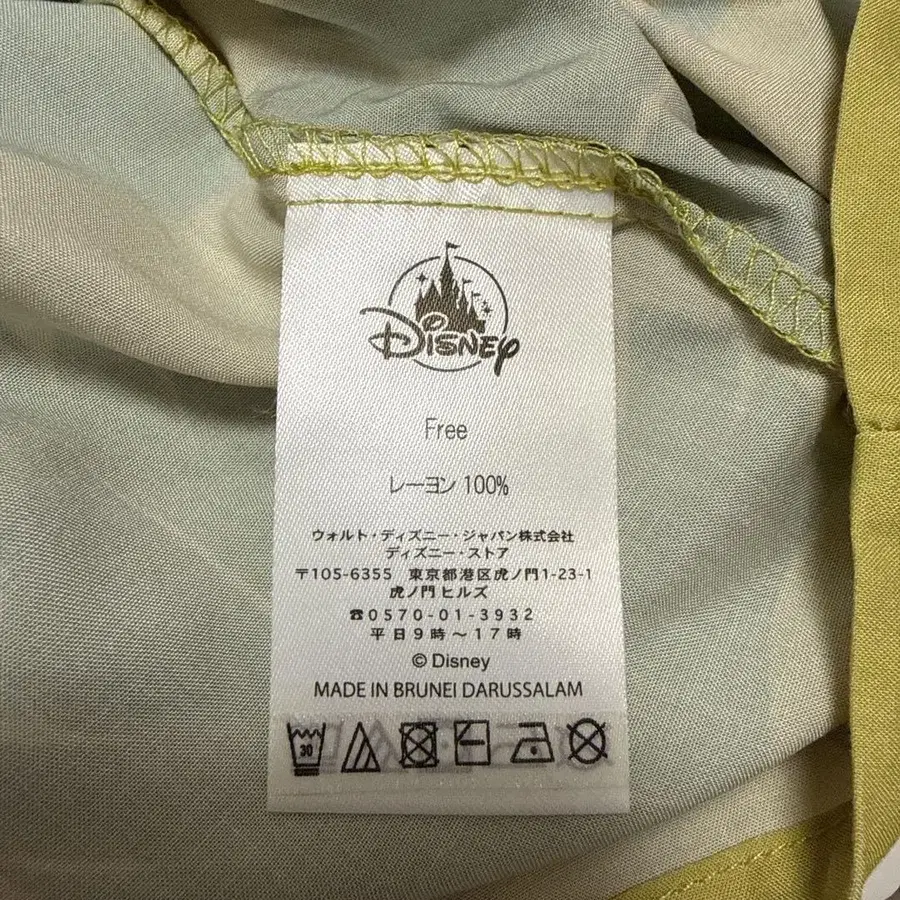 Disney
Free
レーヨン 100%
ウォルト・ディズニー・ジャパン株式会社
ディズニー・ストア
〒105-6355 東京都港区虎ノ門1-23-1
虎ノ門 ヒルズ
☎0570-01-3932
平日9時～17時
© Disney
MADE IN BRUNEI DARUSSALAM
30